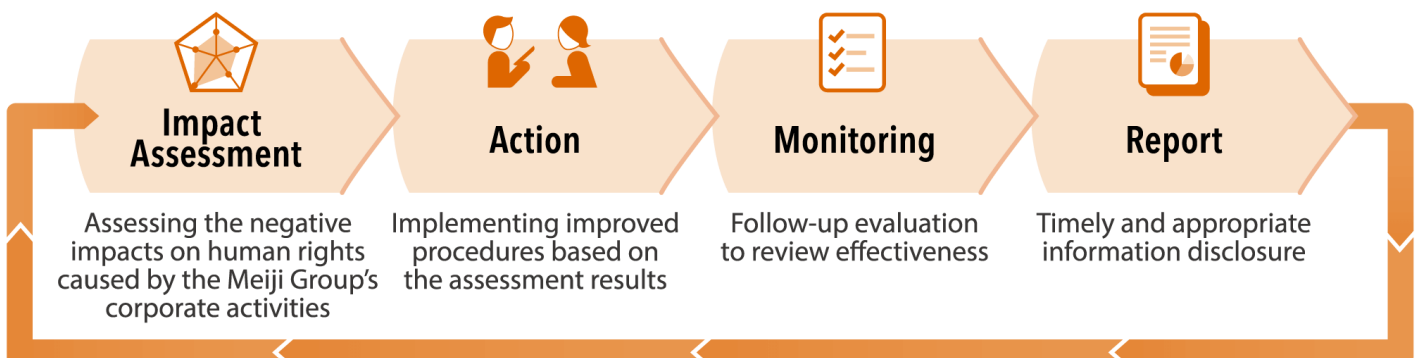 Impact
Assessment
Action
Monitoring
Report
Assessing the negative
impacts on human rights
caused by the Meiji Group’s
corporate activities
Implementing improved
procedures based on
the assessment results
Follow-up evaluation
to review effectiveness
Timely and appropriate
information disclosure